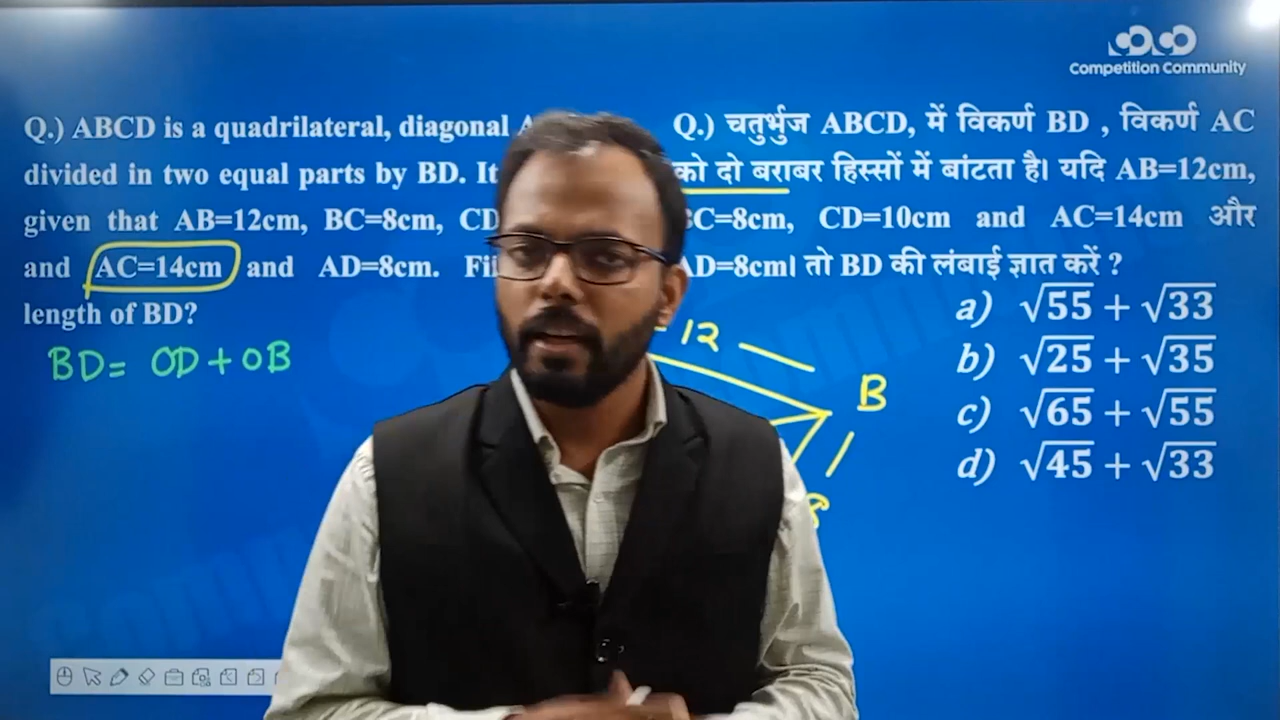 Competition Community
Q.) ABCD is a quadrilateral, diagonal
divided in two equal parts by BD. It
given that AB=12cm, BC=8cm, CD
and AC=14cm and AD=8cm.
length of BD?
Q.) चतुर्भुज ABCD, में विकर्ण BD , विकर्ण AC
को दो बराबर हिस्सों में बांटता है। यदि AB=12cm,
BC=8cm, CD=10cm and AC=14cm और
AD=8cm। तो BD की लंबाई ज्ञात करें ?
a) √55 + √33
b) √25 + √35
c) √65 + √55
d) √45 + √33
BD= OD+OB
12
B
8